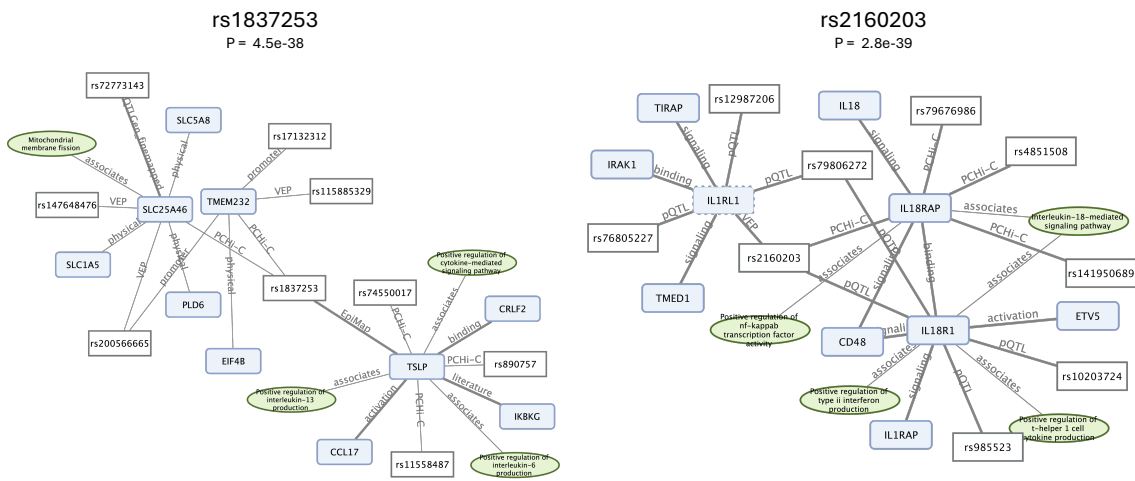 rs1837253
P = 4.5e-38
rs72773143
SLC5A8
Mitochondrial
membrane fission
rs17132312
associates
physical
promoter
VEP
rs115885329
rs147648476
VEP
SLC25A46
TMEM232
physical
PCHi-C
PCHi-C
SLC1A5
VEP
promoter
physical
physical
PLD6
rs1837253
rs200566665
EIF4B
rs74550017
Positive regulation of
cytokine-mediated
signaling pathway
EpiMap
PCHi-C
associates
binding
CRLF2
TSLP
PCHi-C
rs890757
literature
IKBKG
associates
Positive regulation of
interleukin-13
production
activation
PCHi-C
associates
CCL17
rs11558487
Positive regulation of
interleukin-6
production
rs2160203
P = 2.8e-39
TIRAP
rs12987206
IL18
rs79676986
signaling
pQTL
signaling
PCHi-C
rs4851508
IRAK1
binding
rs79806272
pQTL
PCHi-C
IL1RL1
IL18RAP
associates
Interleukin-18-mediated
signaling pathway
pQTL
rs76805227
VEP
signaling
PCHi-C
pQTL
PCHi-C
rs2160203
associates
signaling
binding
associates
rs141950689
TMED1
pQTL
Positive regulation of
nf-kappab
transcription factor
activity
CD48
IL18R1
activation
ETV5
pQTL
rs10203724
associates
associates
signaling
pQTL
Positive regulation of
type ii interferon
production
IL1RAP
rs985523
Positive regulation of
t-helper 1 cell
production